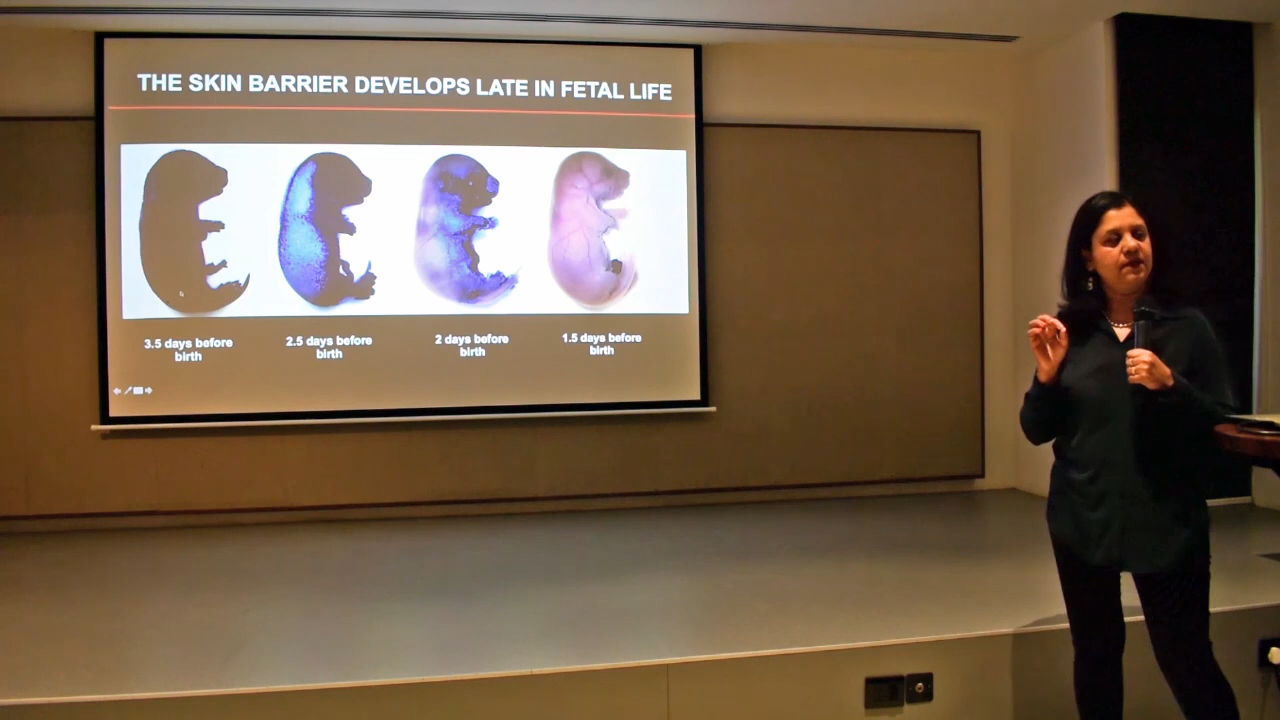 THE SKIN BARRIER DEVELOPS LATE IN FETAL LIFE
3.5 days before
birth
2.5 days before
birth
2 days before
birth
1.5 days before
birth